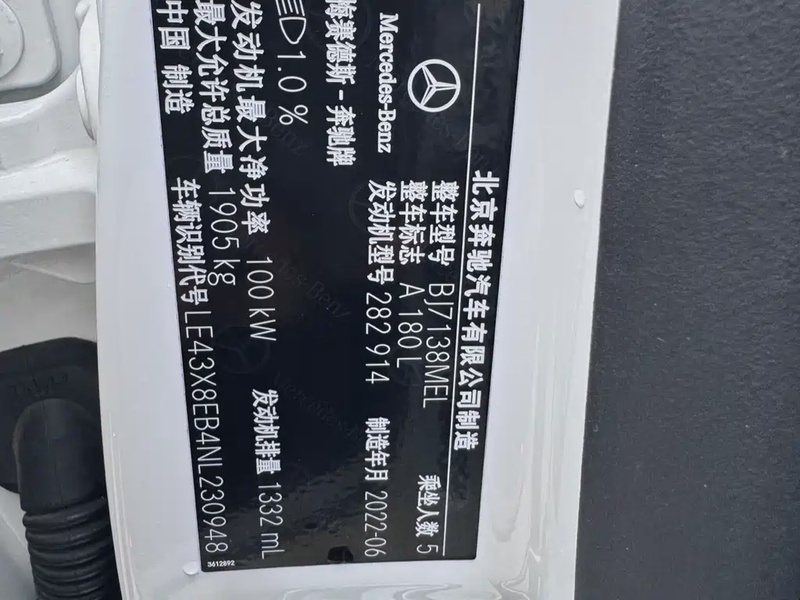 Mercedes-Benz
北京奔驰汽车有限公司制造
整车型号 BJ7138MEL 乘坐人数 5
整车标志 A 180 L
发动机型号 282 914 制造年月 2022-06
梅赛德斯-奔驰牌
1.0 %
发动机最大净功率 100 kW 发动机排量 1332 mL
最大允许总质量 1905 kg
中国 制造 车辆识别代号 LE43X8EB4NL230948
3612892